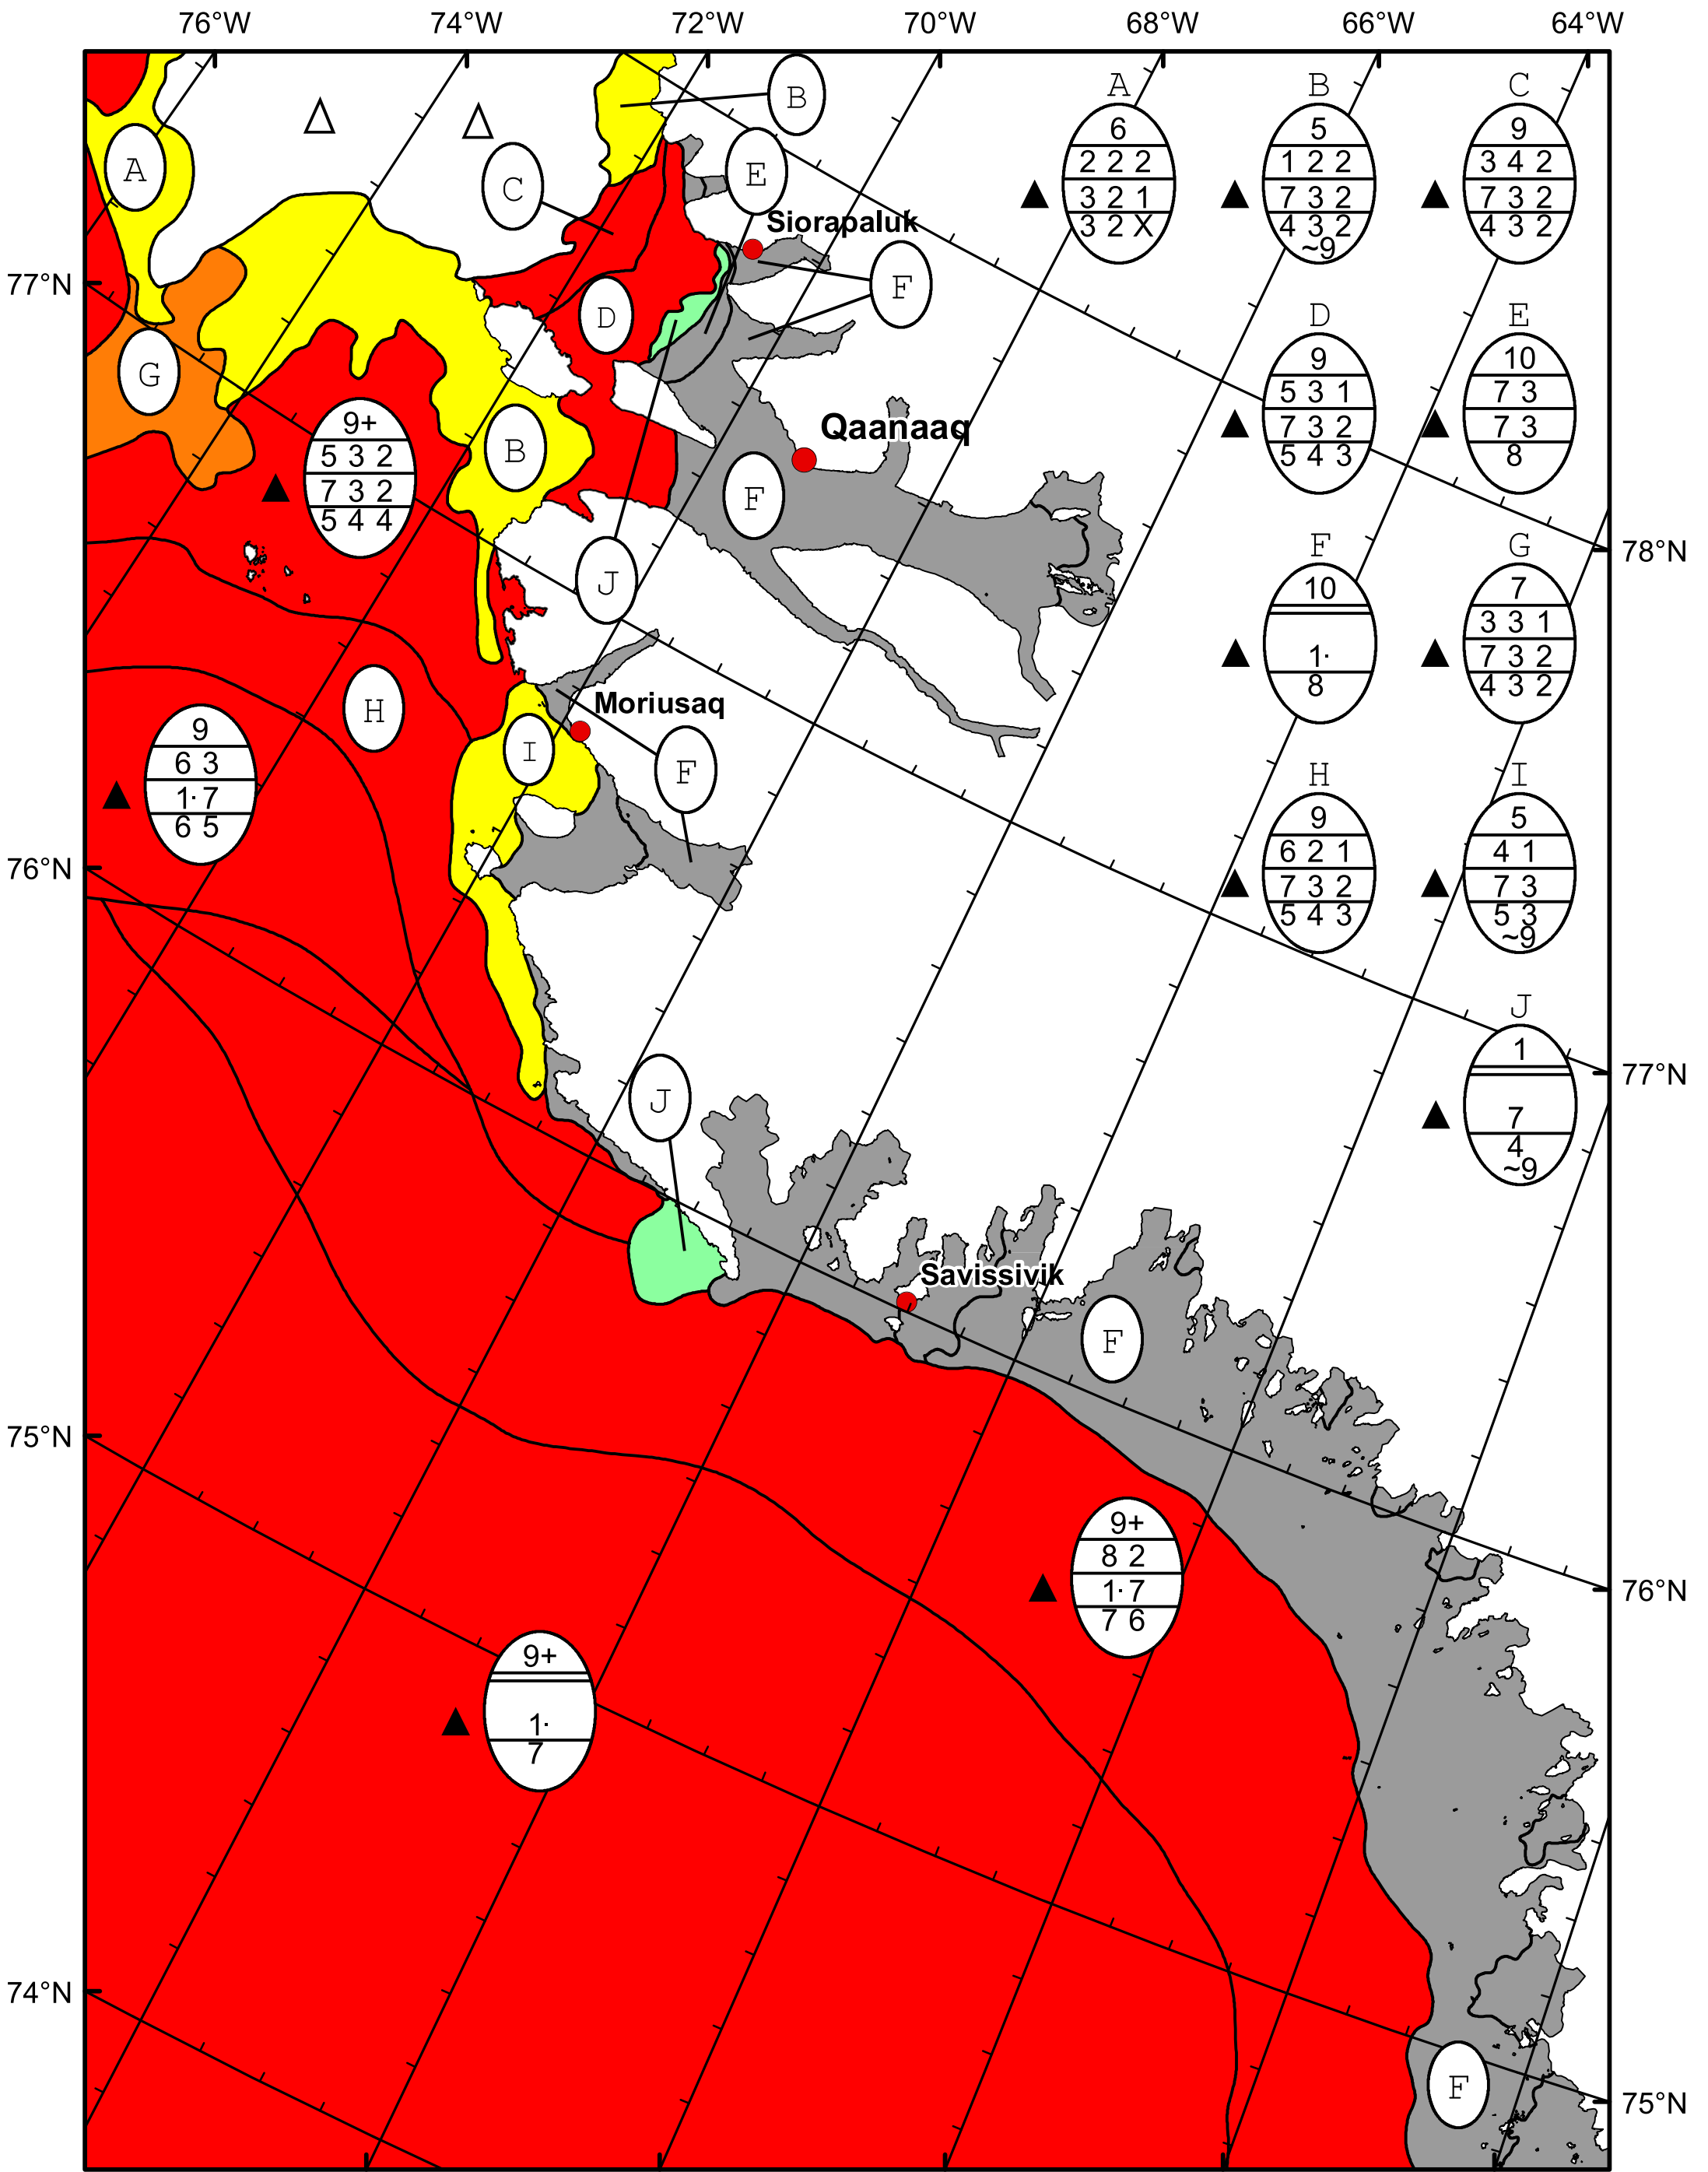 76°W 74°W 72°W 70°W 68°W 66°W 64°W
A B C
B
6 5 9
2 2 2 1 2 2 3 4 2
3 2 1 7 3 2 7 3 2
3 2 X 4 3 2 4 3 2
~9
A
E
C
Siorapaluk
F
77°N
D
D E
9 10
5 3 1 7 3
7 3 2 7 3
5 4 3 8
G
9+
5 3 2
7 3 2
5 4 4
B
Qaanaaq
F
J
78°N
F G
10 7
3 3 1
1· 7 3 2
8 4 3 2
H
Moriusaq
I
F
9
6 3
1·7
6 5
H I
9 5
6 2 1 4 1
7 3 2 7 3
5 4 3 5 3
~9
76°N
J
1
7
4
~9
77°N
J
Savissivik
F
75°N
9+
8 2
1·7
7 6
76°N
9+
1·
7
74°N
F
75°N